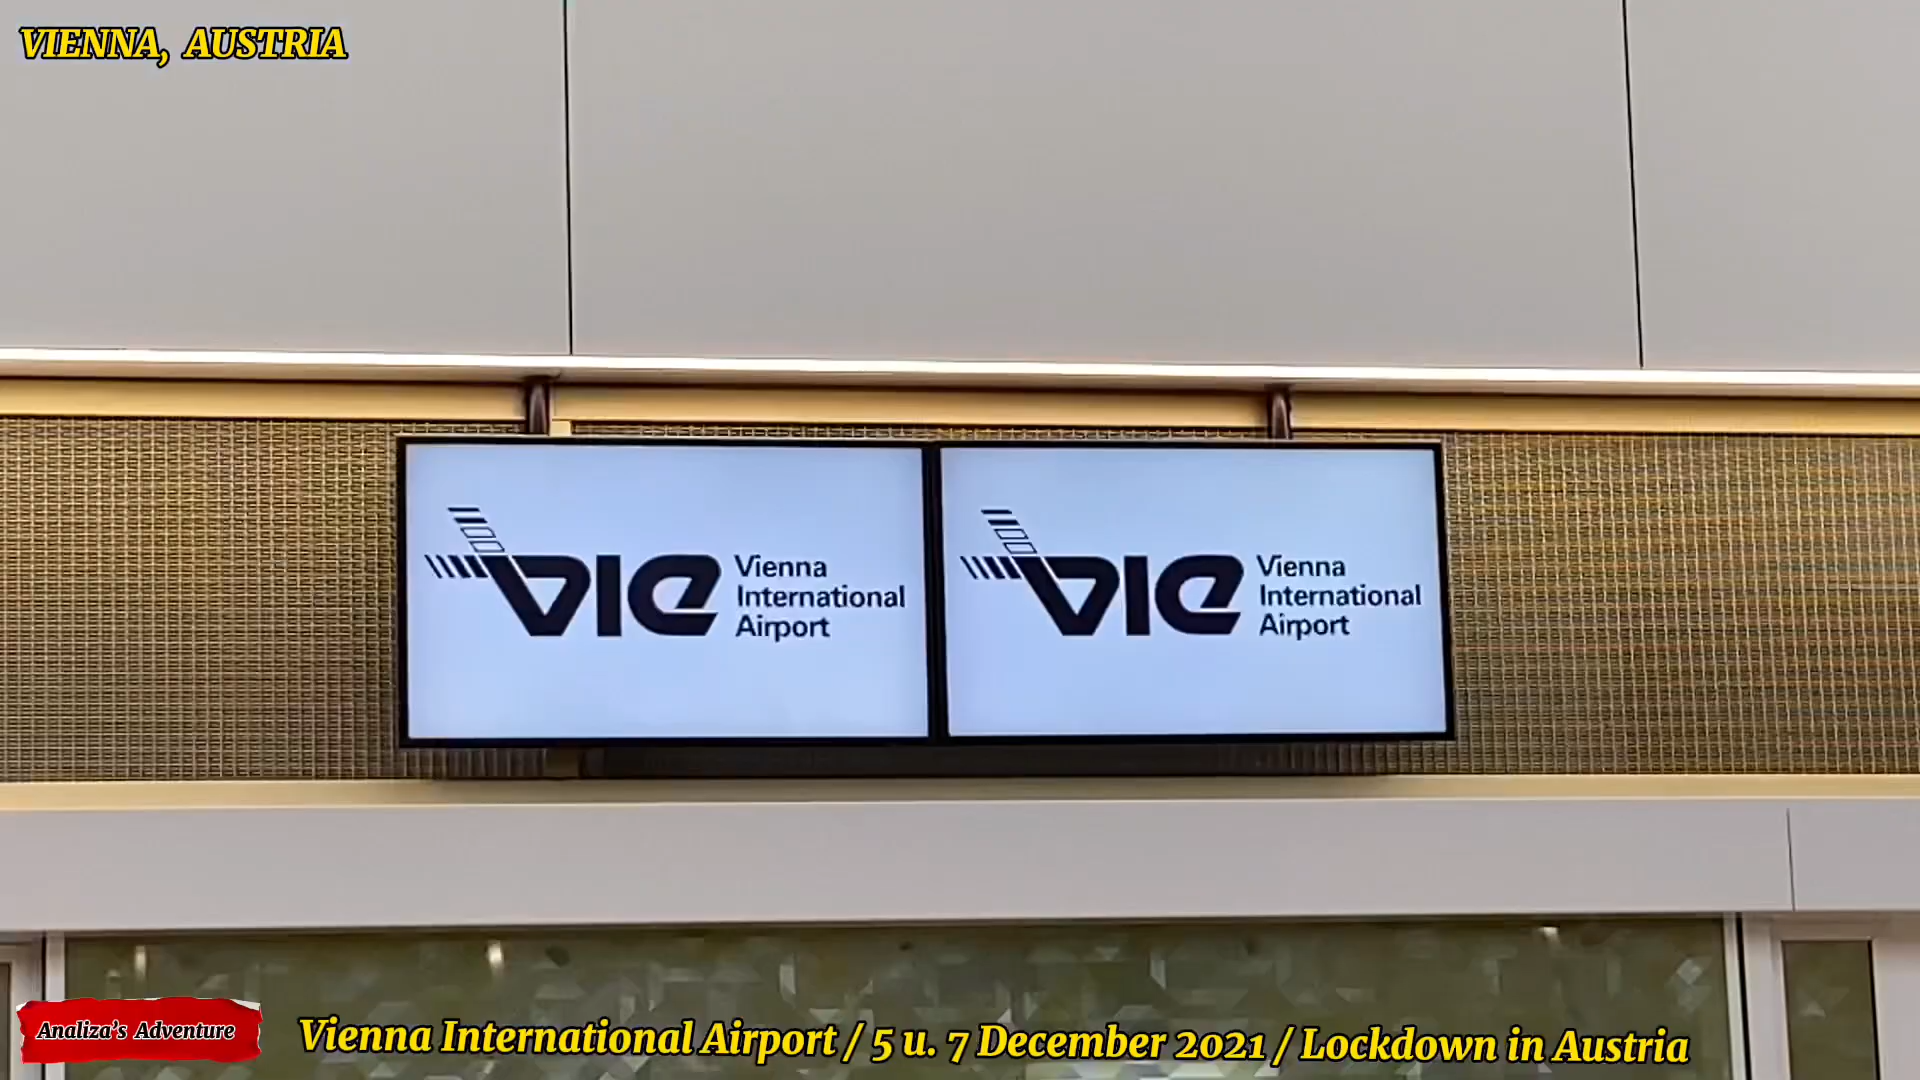 VIENNA, AUSTRIA
VIE
Vienna
International
Airport
VIE
Vienna
International
Airport
Analiza's Adventure
Vienna International Airport / 5 u. 7 December 2021 / Lockdown in Austria